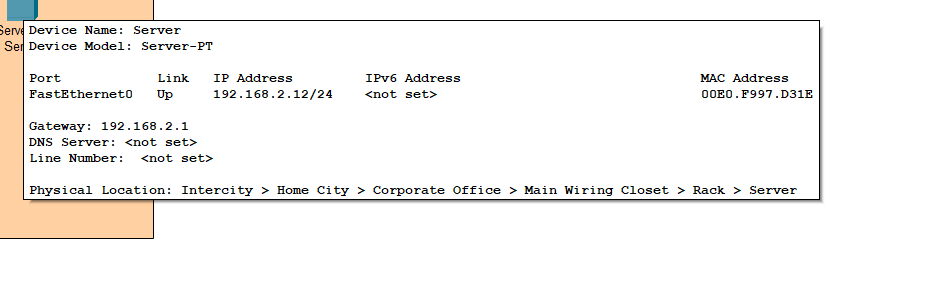 Serve
Ser
Device Name: Server
Device Model: Server-PT
Port Link IP Address IPv6 Address MAC Address
FastEthernet0 Up 192.168.2.12/24 <not set> 00E0.F997.D31E
Gateway: 192.168.2.1
DNS Server: <not set>
Line Number: <not set>
Physical Location: Intercity > Home City > Corporate Office > Main Wiring Closet > Rack > Server